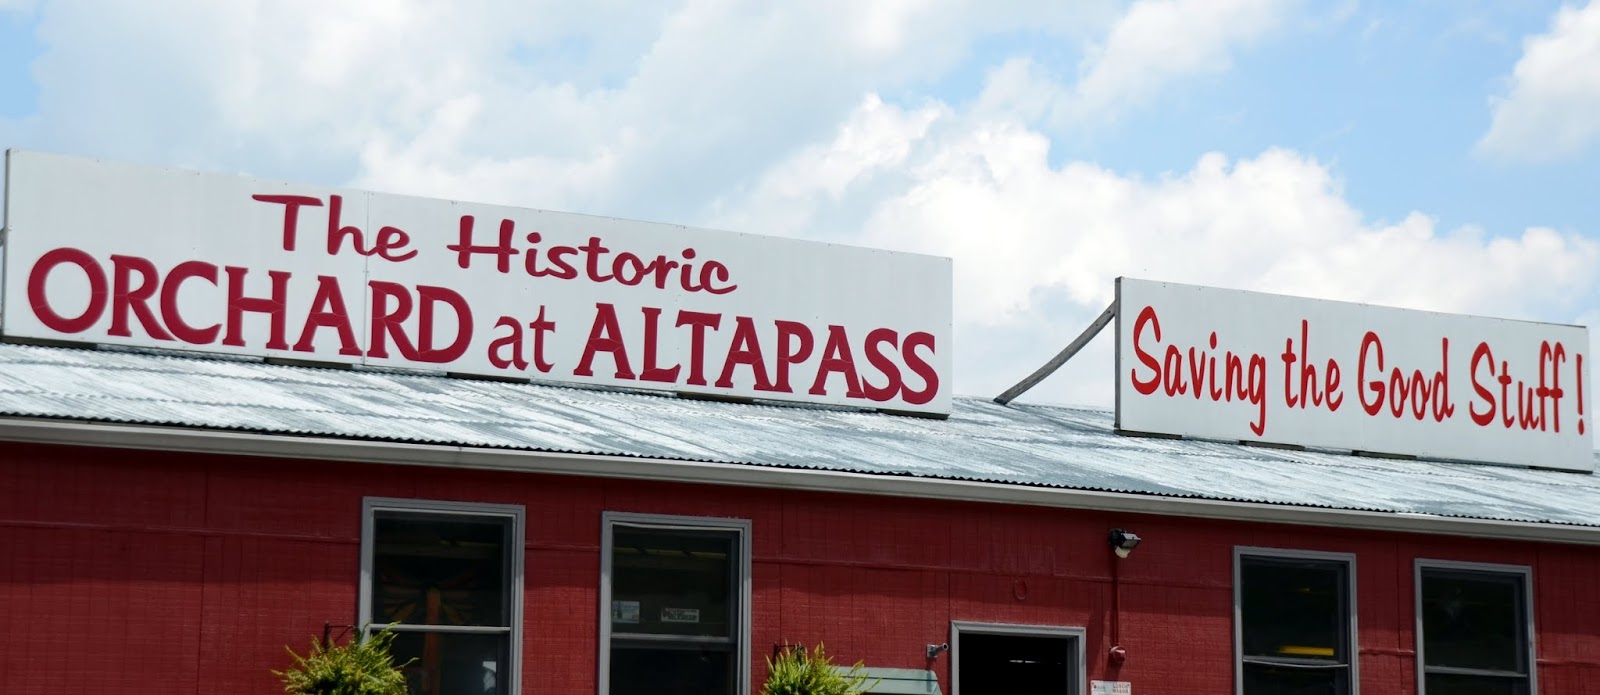 The Historic
ORCHARD at ALTAPASS
Saving the Good Stuff!